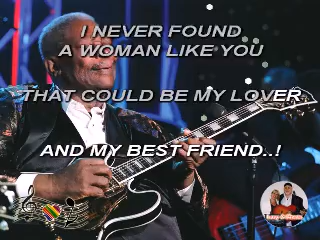 I NEVER FOUND
A WOMAN LIKE YOU
THAT COULD BE MY LOVER
AND MY BEST FRIEND..!